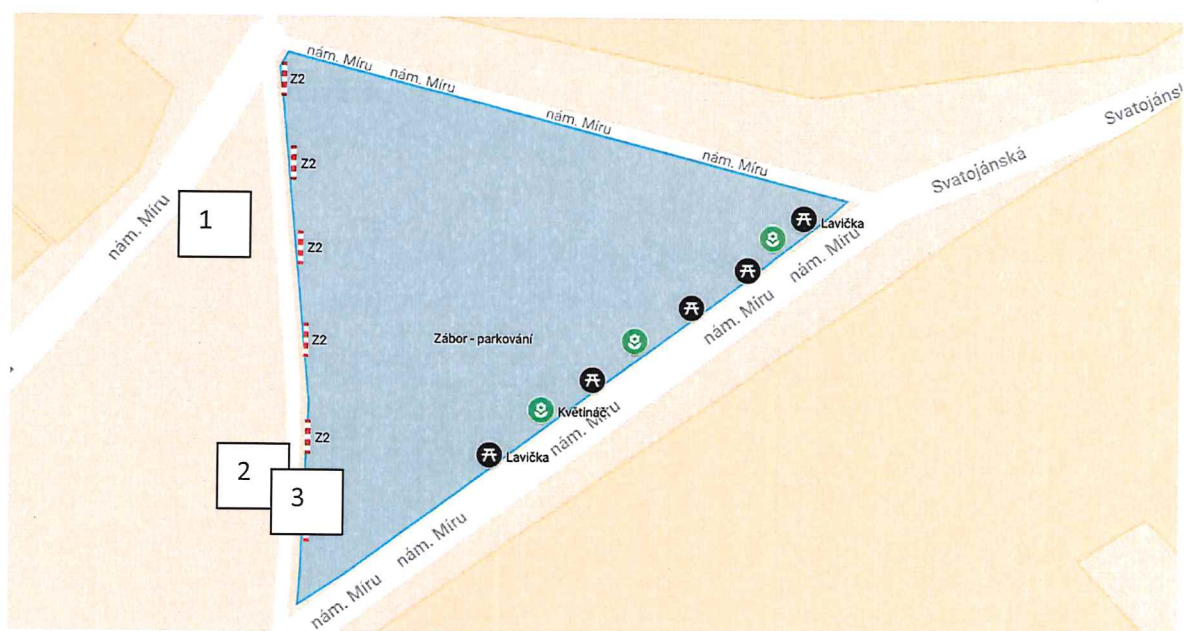 nám. Míru
nám. Míru
nám. Míru
nám. Míru
Z2
Z2
Z2
Z2
Z2
1
2
3
nám. Míru
Svatojánská
Svatojáns
Lavička
nám. Míru
nám. Míru
Zábor - parkování
Květináč
nám. Míru
Lavička
nám. Míru
nám. Míru